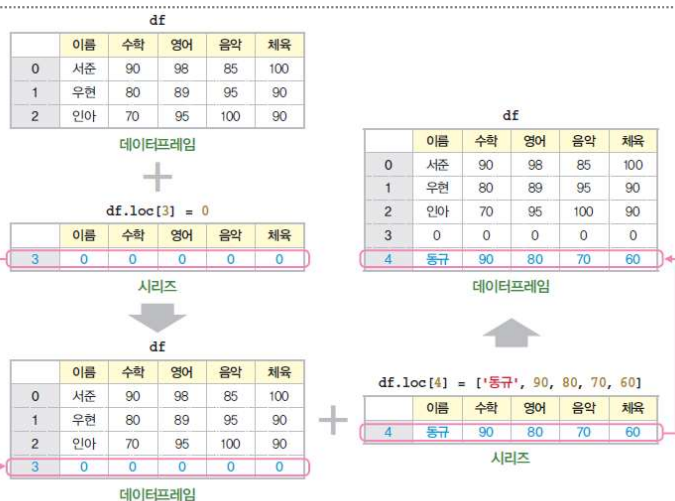 df
이름 수학 영어 음악 체육
0 서준 90 98 85 100
1 우현 80 89 95 90
2 인아 70 95 100 90
데이터프레임
+
df.loc[3] = 0
이름 수학 영어 음악 체육
3 0 0 0 0 0
시리즈
df
이름 수학 영어 음악 체육
0 서준 90 98 85 100
1 우현 80 89 95 90
2 인아 70 95 100 90
3 0 0 0 0 0
데이터프레임
+
df.loc[4] = ['동규', 90, 80, 70, 60]
이름 수학 영어 음악 체육
4 동규 90 80 70 60
시리즈
df
이름 수학 영어 음악 체육
0 서준 90 98 85 100
1 우현 80 89 95 90
2 인아 70 95 100 90
3 0 0 0 0 0
4 동규 90 80 70 60
데이터프레임